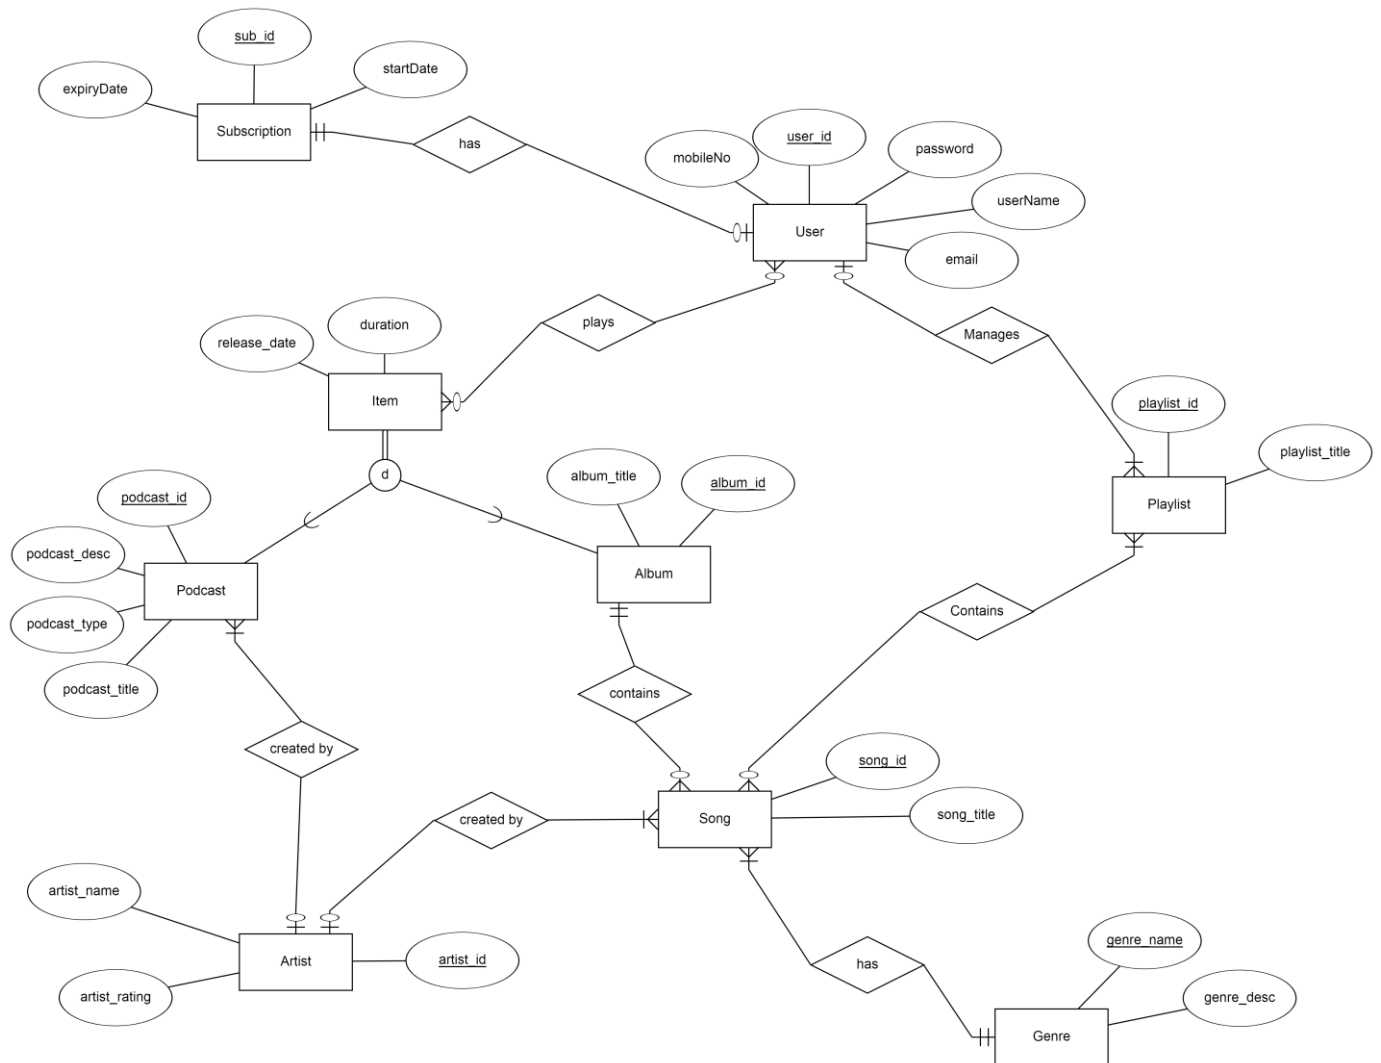 sub_id
startDate
expiryDate
Subscription
has
user_id
mobileNo
password
userName
User
email
duration
release_date
plays
Manages
Item
playlist_id
playlist_title
d
album_title
album_id
podcast_id
Playlist
podcast_desc
Podcast
Album
podcast_type
Contains
podcast_title
contains
created by
song_id
created by
Song
song_title
artist_name
genre_name
Artist
artist_id
has
artist_rating
genre_desc
Genre